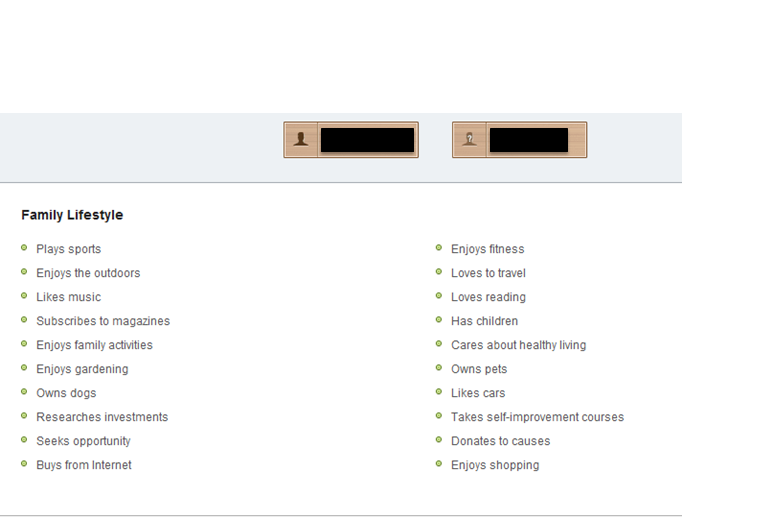 Family Lifestyle
Plays sports
Enjoys the outdoors
Likes music
Subscribes to magazines
Enjoys family activities
Enjoys gardening
Owns dogs
Researches investments
Seeks opportunity
Buys from Internet
Enjoys fitness
Loves to travel
Loves reading
Has children
Cares about healthy living
Owns pets
Likes cars
Takes self-improvement courses
Donates to causes
Enjoys shopping